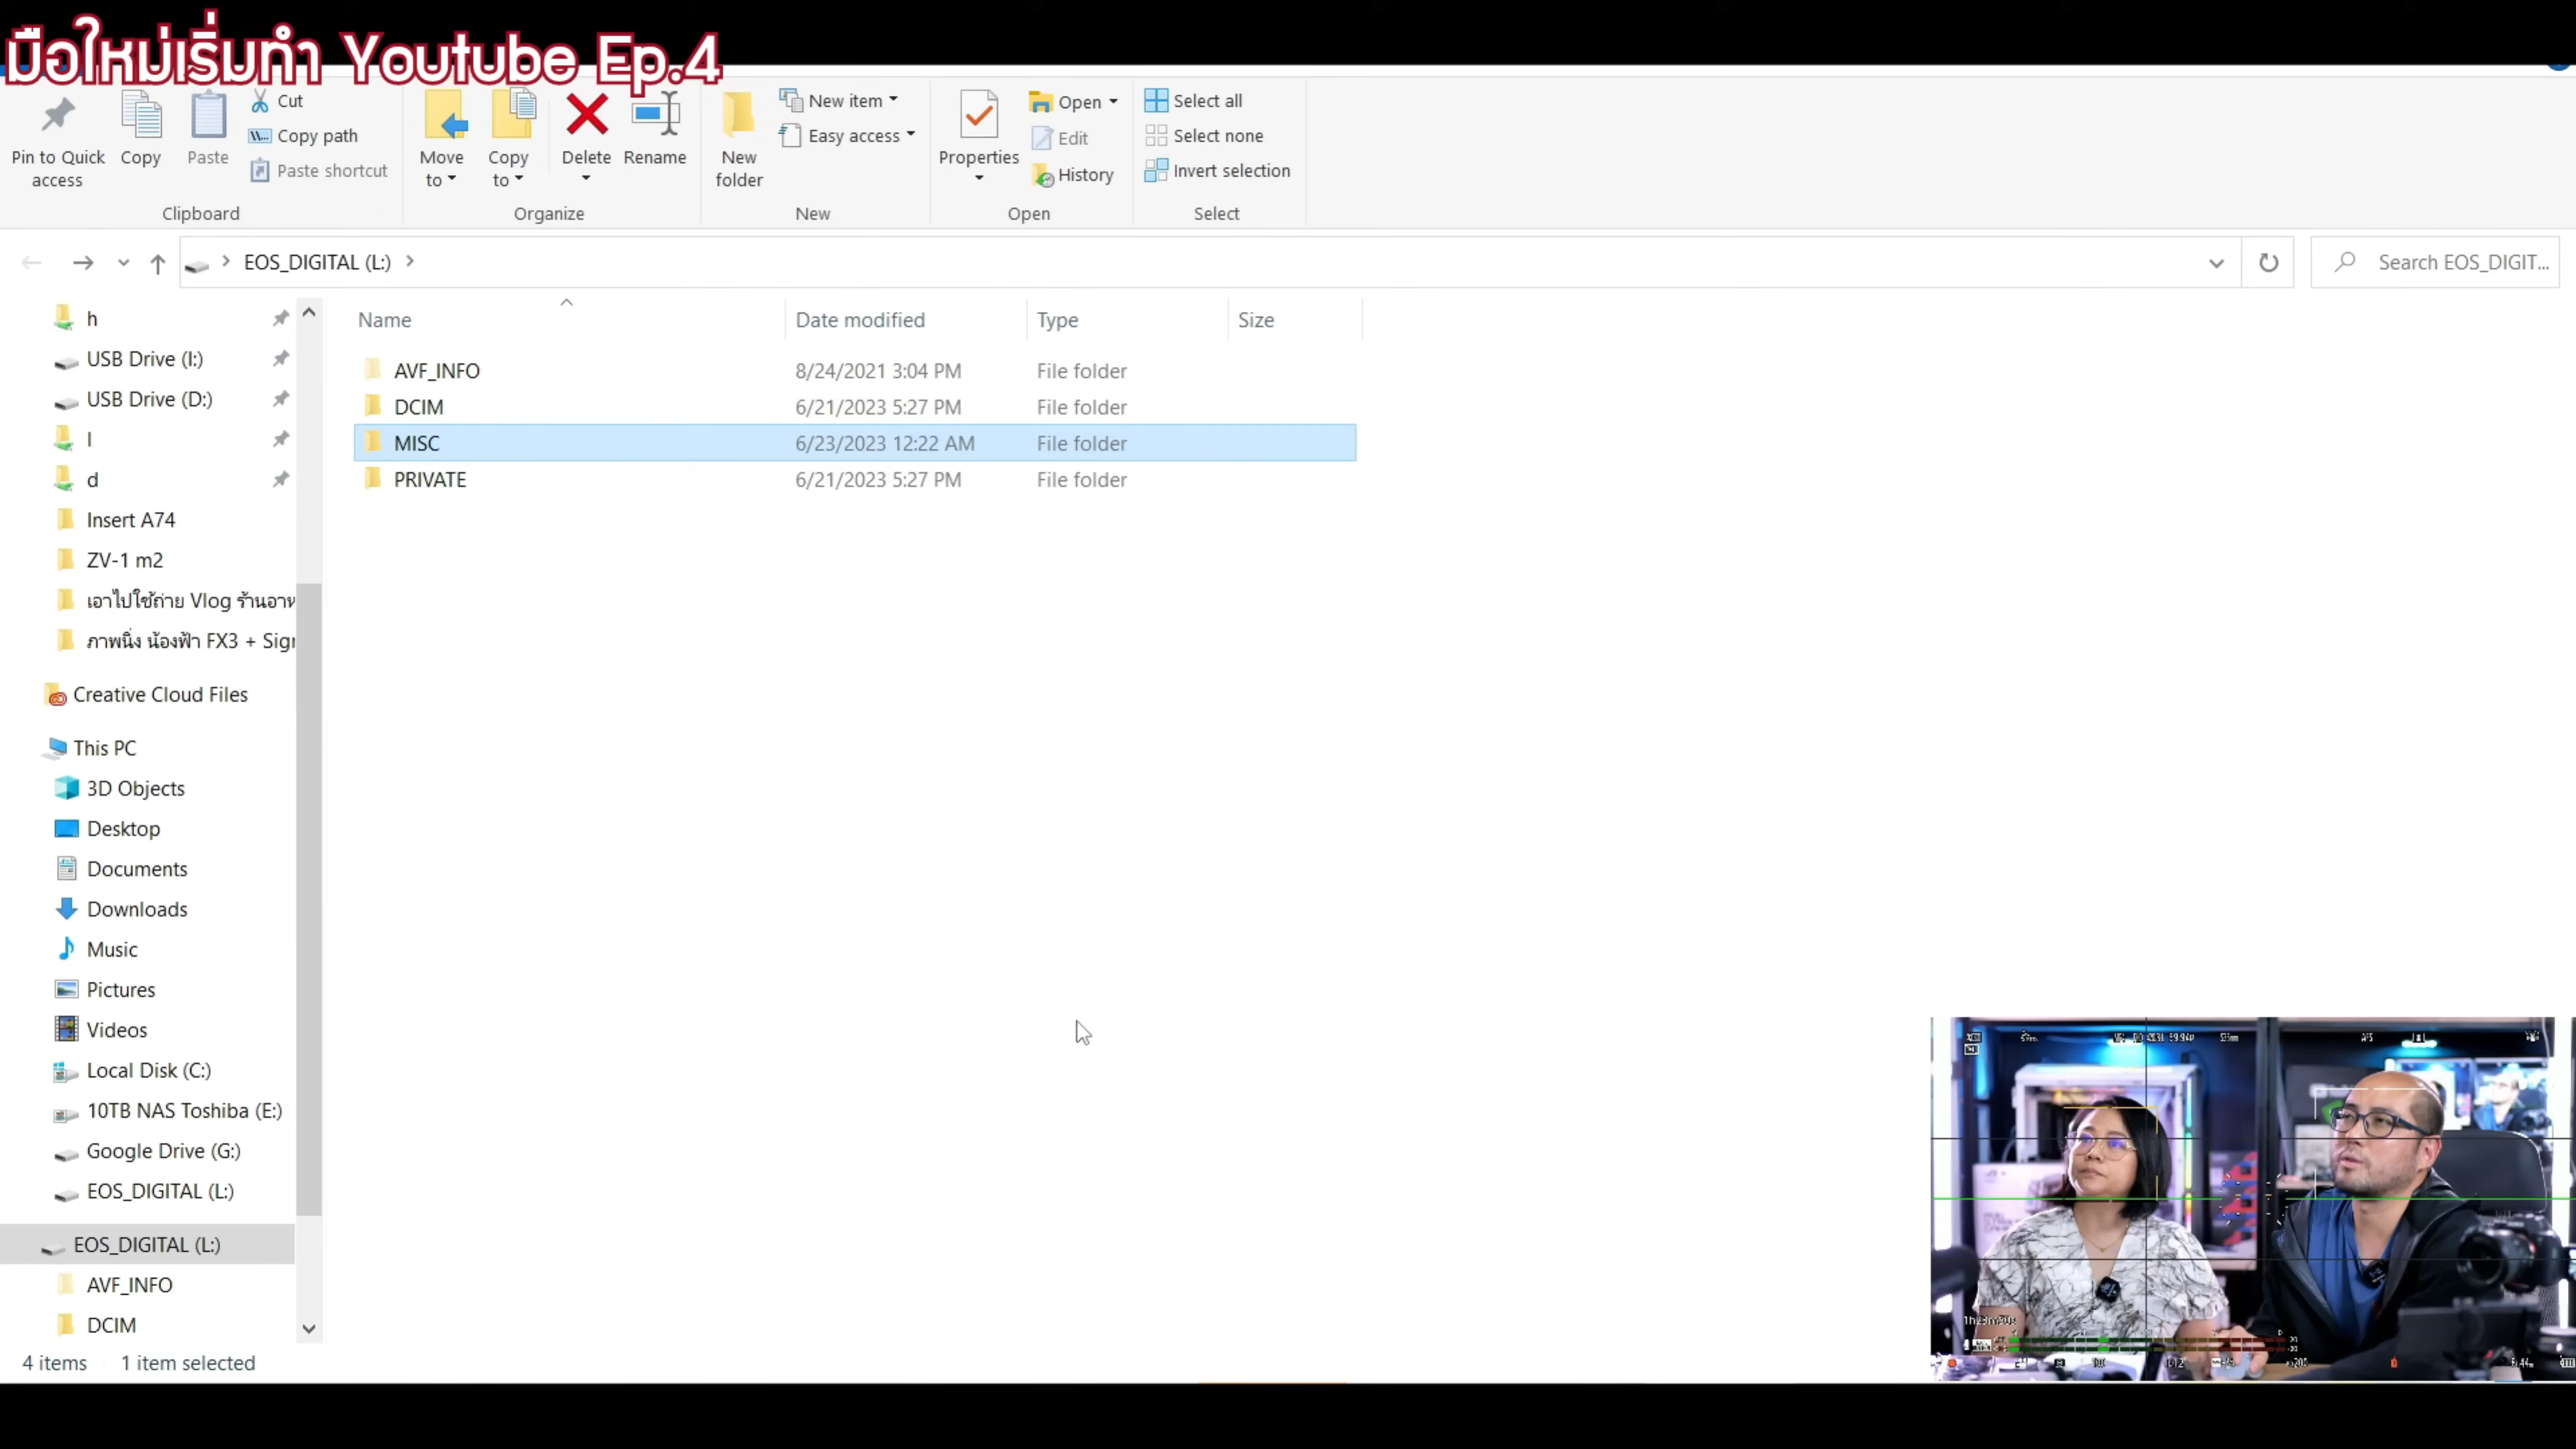 มือใหม่เริ่มทำ Youtube Ep.4
Pin to Quick access
Copy
Paste
Cut
Copy path
Paste shortcut
Clipboard
Move to
Copy to
Delete
Rename
Organize
New folder
New item
Easy access
New
Properties
Open
Edit
History
Open
Select all
Select none
Invert selection
Select
EOS_DIGITAL (L:)
Search EOS_DIGIT...
Name Date modified Type Size
AVF_INFO 8/24/2021 3:04 PM File folder
DCIM 6/21/2023 5:27 PM File folder
MISC 6/23/2023 12:22 AM File folder
PRIVATE 6/21/2023 5:27 PM File folder
h
USB Drive (I:)
USB Drive (D:)
l
d
Insert A74
ZV-1 m2
เอาไปใช้ถ่าย Vlog ร้านอาห
ภาพนิ่ง น้องฟ้า FX3 + Sigr
Creative Cloud Files
This PC
3D Objects
Desktop
Documents
Downloads
Music
Pictures
Videos
Local Disk (C:)
10TB NAS Toshiba (E:)
Google Drive (G:)
EOS_DIGITAL (L:)
EOS_DIGITAL (L:)
AVF_INFO
DCIM
4 items 1 item selected